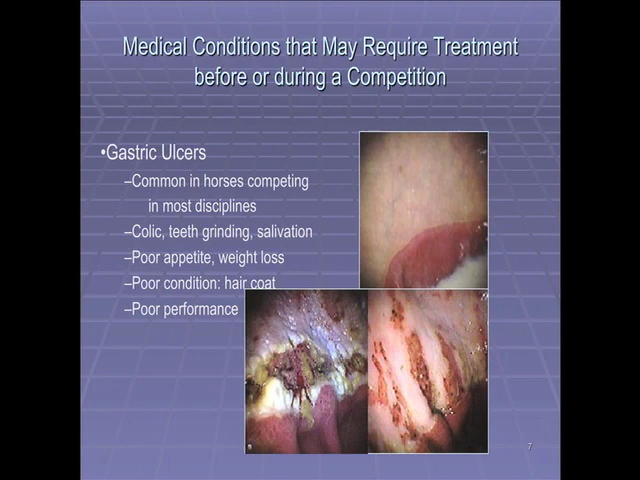 Medical Conditions that May Require Treatment
before or during a Competition
•Gastric Ulcers
–Common in horses competing
in most disciplines
–Colic, teeth grinding, salivation
–Poor appetite, weight loss
–Poor condition: hair coat
–Poor performance
7